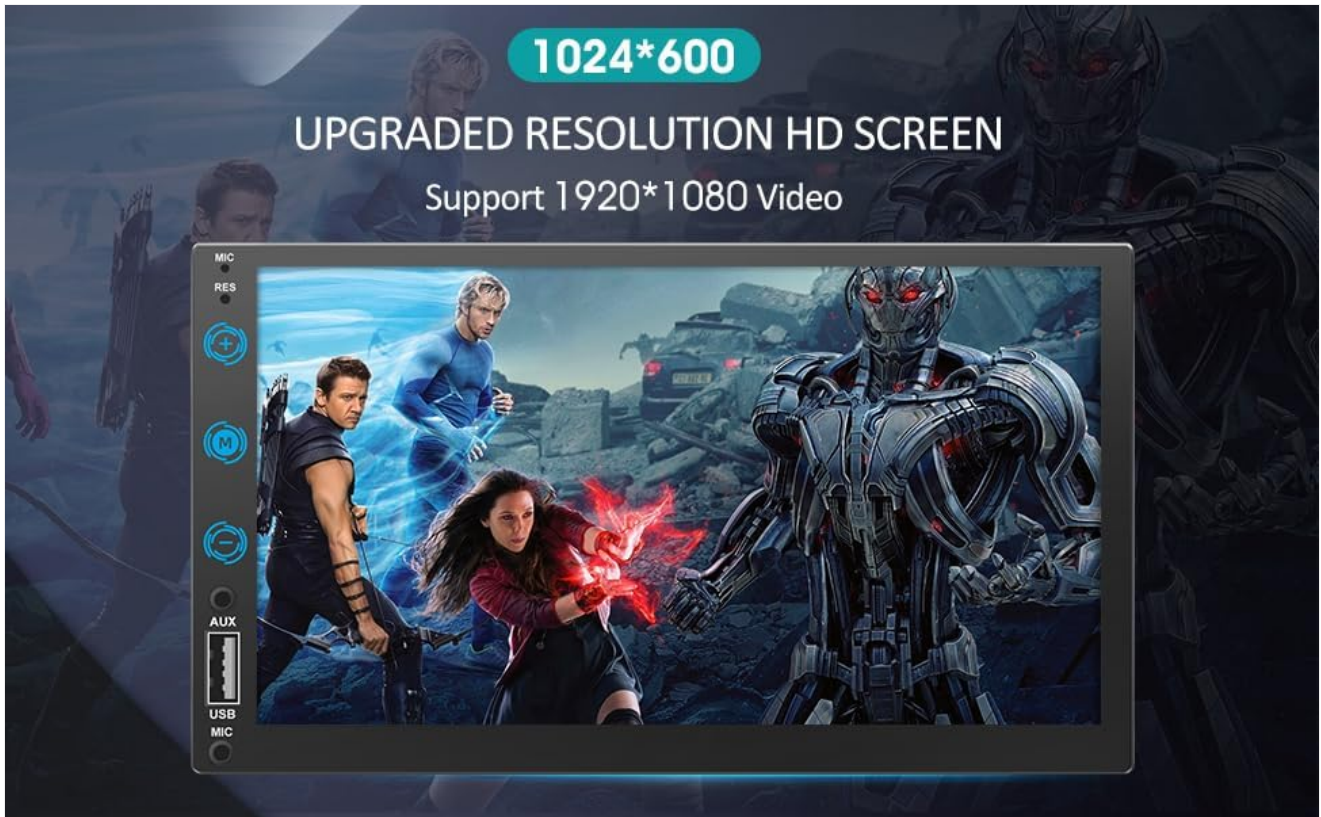 1024*600
UPGRADED RESOLUTION HD SCREEN
Support 1920*1080 Video
MIC
RES
+
M
−
AUX
USB
MIC